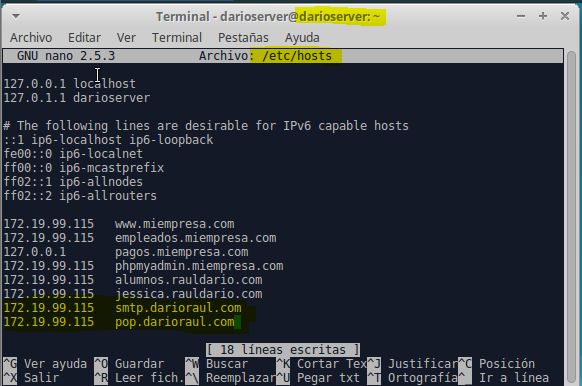 Terminal - darioserver@darioserver: ~
Archivo Editar Ver Terminal Pestañas Ayuda
GNU nano 2.5.3 Archivo: /etc/hosts
127.0.0.1 localhost
127.0.1.1 darioserver
# The following lines are desirable for IPv6 capable hosts
::1 ip6-localhost ip6-loopback
fe00::0 ip6-localnet
ff00::0 ip6-mcastprefix
ff02::1 ip6-allnodes
ff02::2 ip6-allrouters
172.19.99.115 www.miempresa.com
172.19.99.115 empleados.miempresa.com
127.0.0.1 pagos.miempresa.com
172.19.99.115 phpmyadmin.miempresa.com
172.19.99.115 alumnos.rauldario.com
172.19.99.115 jessica.rauldario.com
172.19.99.115 smtp.darioraul.com
172.19.99.115 pop.darioraul.com
[ 18 líneas escritas ]
^G Ver ayuda ^O Guardar ^W Buscar ^K Cortar Tex ^J Justificar ^C Posición
^X Salir ^R Leer fich. ^\ Reemplazar ^U Pegar txt ^T Ortografía ^_ Ir a línea